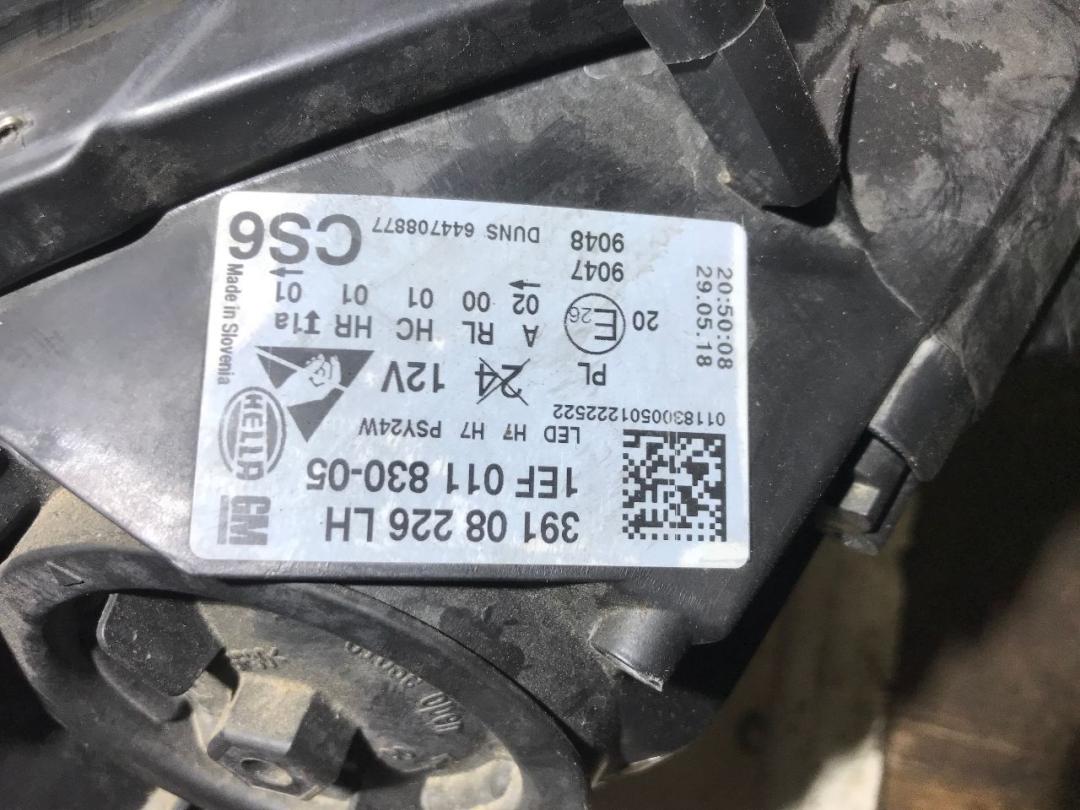 391 08 226 LH
GM
1EF 011 830-05
HELLA
LED H7 H7 PSY24W
0118300501222522
PL
24 12V
Made in Slovenia
20 E26
A RL HC HR 1a
02 00 01 01 01
9047
9048
DUNS 644708877
CS6
29.05.18
20:50:08